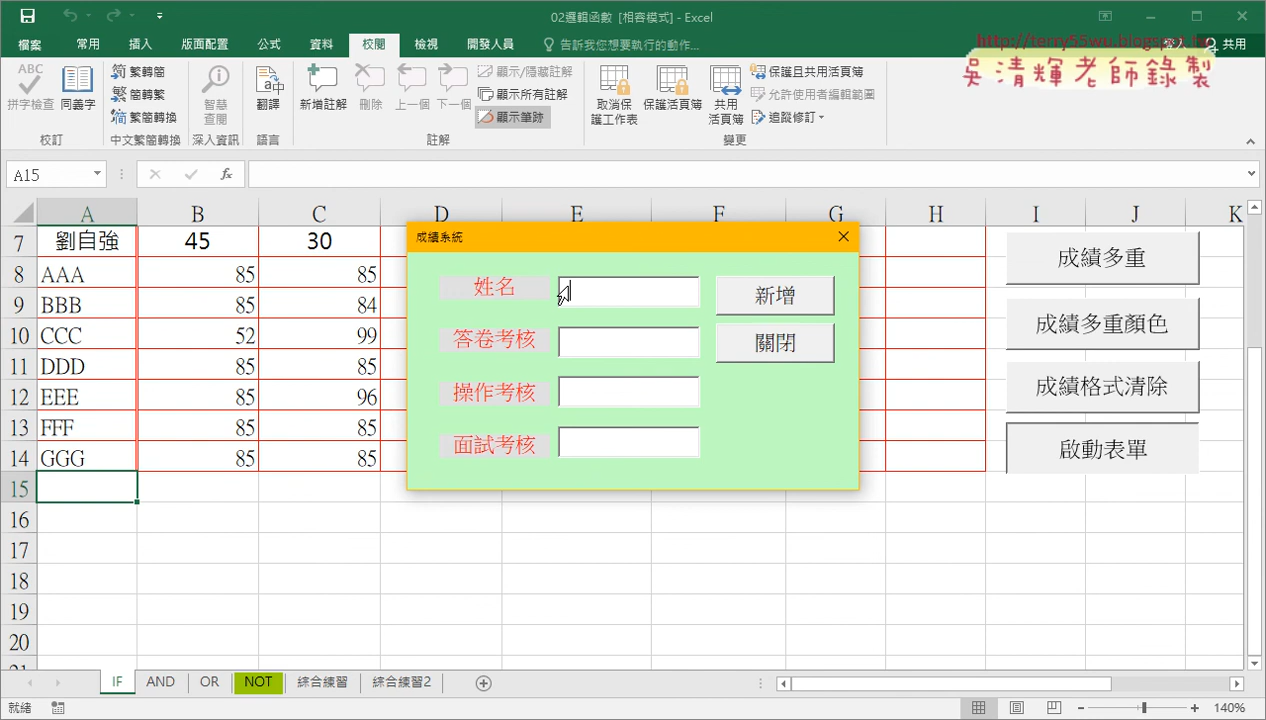 02邏輯函數 [相容模式] - Excel
http://terry55wu.blogspot.tw
吳清輝老師錄製
檔案 常用 插入 版面配置 公式 資料 校閱 檢視 開發人員 告訴我您想要執行的動作... 登入 共用
ABC 拼字檢查 同義字 繁轉簡 簡轉繁 繁簡轉換 智慧查閱 翻譯 新增註解 刪除 上一個 下一個 顯示/隱藏註解 顯示所有註解 顯示筆跡 取消保護工作表 保護活頁簿 共用活頁簿 保護且共用活頁簿 允許使用者編輯範圍 追蹤修訂
校訂 中文繁簡轉換 深入資訊 語言 註解 變更
A15 fx
A B C D E F G H I J K
7 劉自強 45 30
8 AAA 85 85
9 BBB 85 84
10 CCC 52 99
11 DDD 85 85
12 EEE 85 96
13 FFF 85 85
14 GGG 85 85
15
16
17
18
19
20
成績系統
姓名 新增
答卷考核 關閉
操作考核
面試考核
成績多重
成績多重顏色
成績格式清除
啟動表單
IF AND OR NOT 綜合練習 綜合練習2
就緒 140%